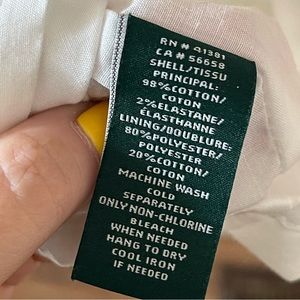 RN # 41381
CA # 56658
SHELL/TISSU
PRINCIPAL:
98%COTTON/
COTON
2%ELASTANE/
ÉLASTHANNE
LINING/DOUBLURE:
80%POLYESTER/
POLYESTER
20%COTTON/
COTON
MACHINE WASH
COLD
SEPARATELY
ONLY NON-CHLORINE
BLEACH
WHEN NEEDED
HANG TO DRY
COOL IRON
IF NEEDED